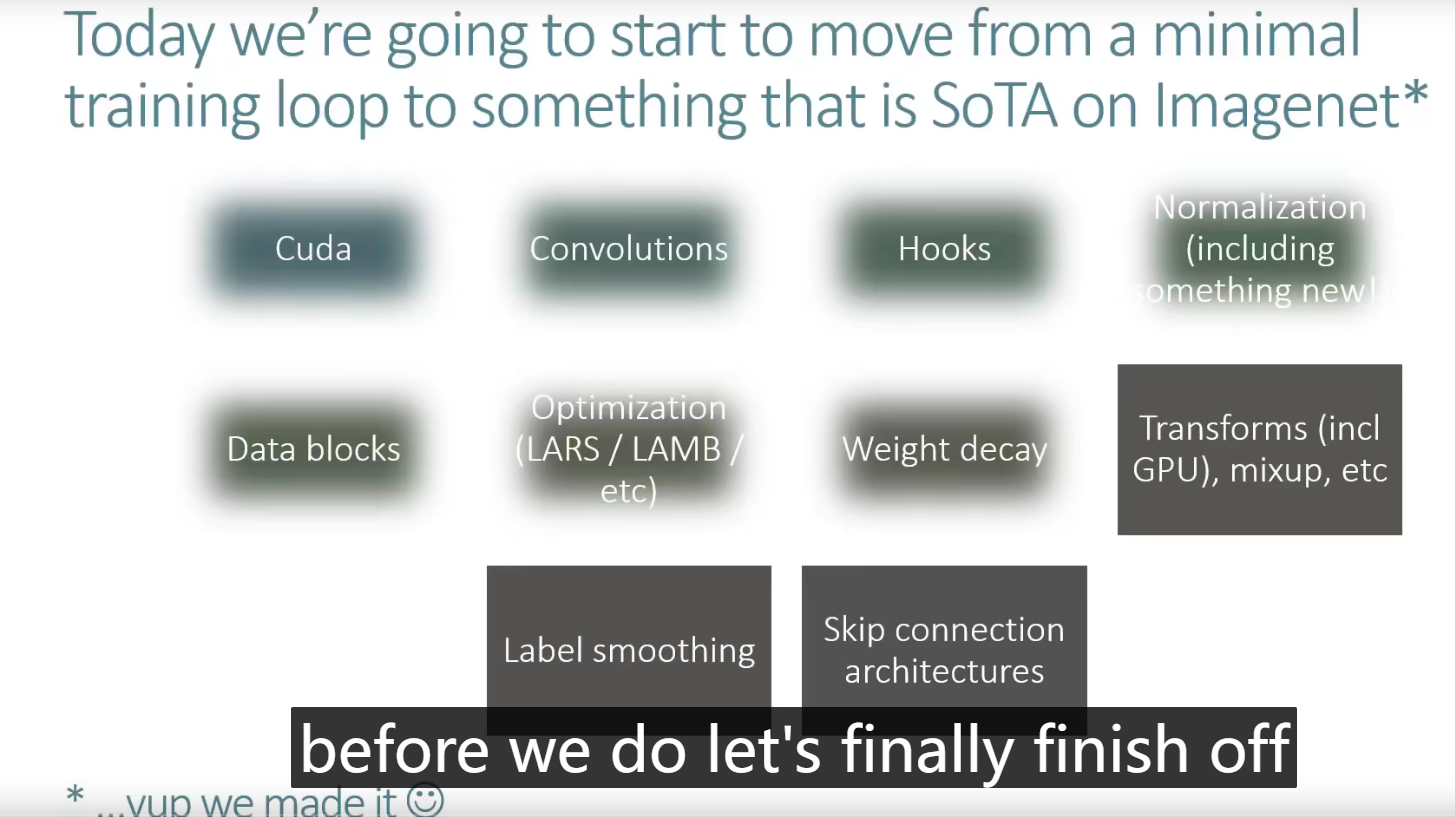 Today we're going to start to move from a minimal
training loop to something that is SoTA on Imagenet*
Cuda
Convolutions
Hooks
Normalization
(including
something new!
Data blocks
Optimization
(LARS / LAMB /
etc)
Weight decay
Transforms (incl
GPU), mixup, etc
Label smoothing
Skip connection
architectures
before we do let's finally finish off
* ...yup we made it ☺